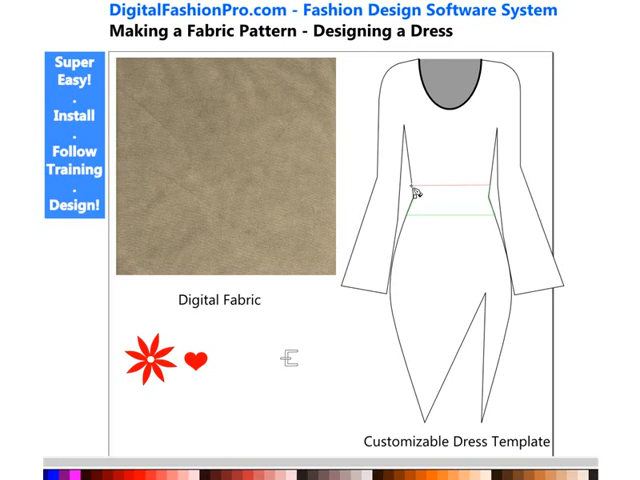 DigitalFashionPro.com - Fashion Design Software System
Making a Fabric Pattern - Designing a Dress
Super
Easy!
.
Install
.
Follow
Training
.
Design!
Digital Fabric
E
Customizable Dress Template